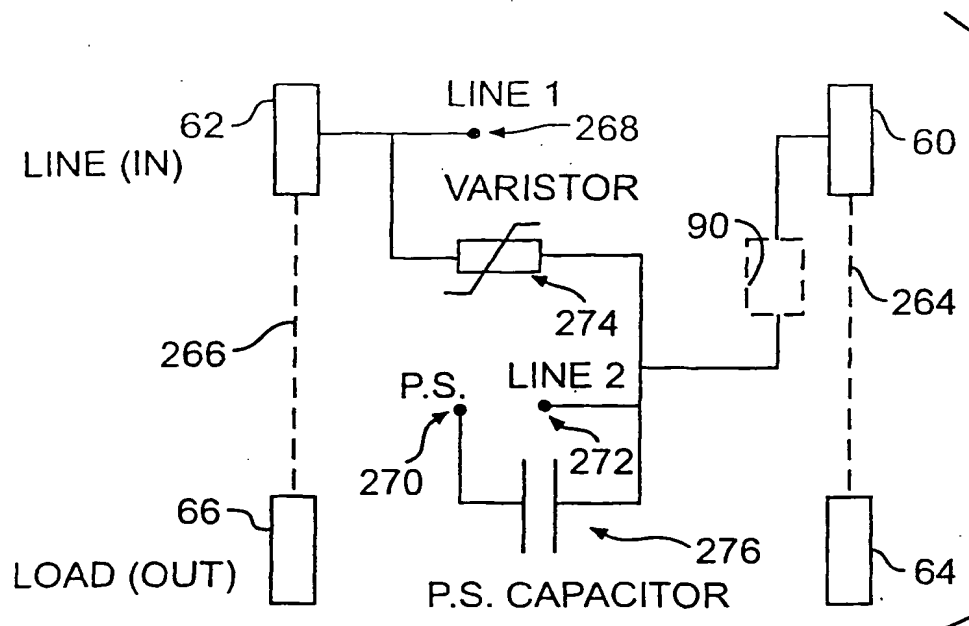 LINE 1
62
268
60
LINE (IN)
VARISTOR
90
274
264
266
P.S.
LINE 2
270
272
66
276
64
LOAD (OUT)
P.S. CAPACITOR